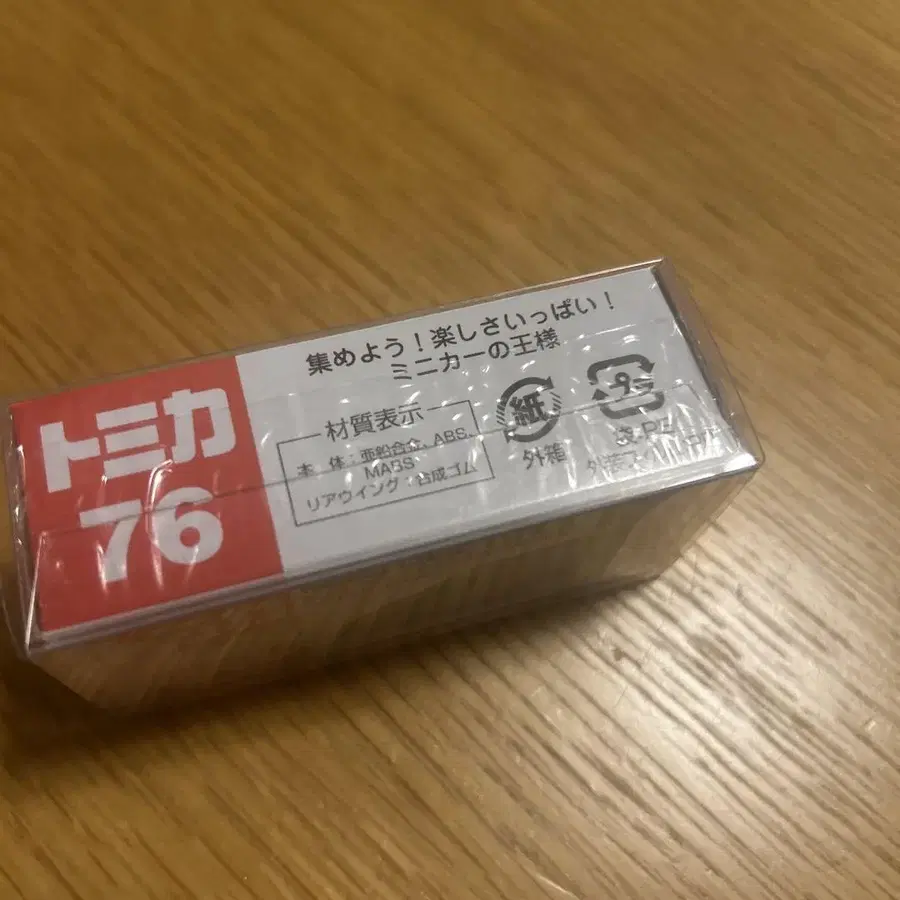 トミカ
76
集めよう！楽しさいっぱい！
ミニカーの王様
材質表示
本 体：亜鉛合金、ABS、
MABS
リアウイング：合成ゴム
紙
外箱
プラ